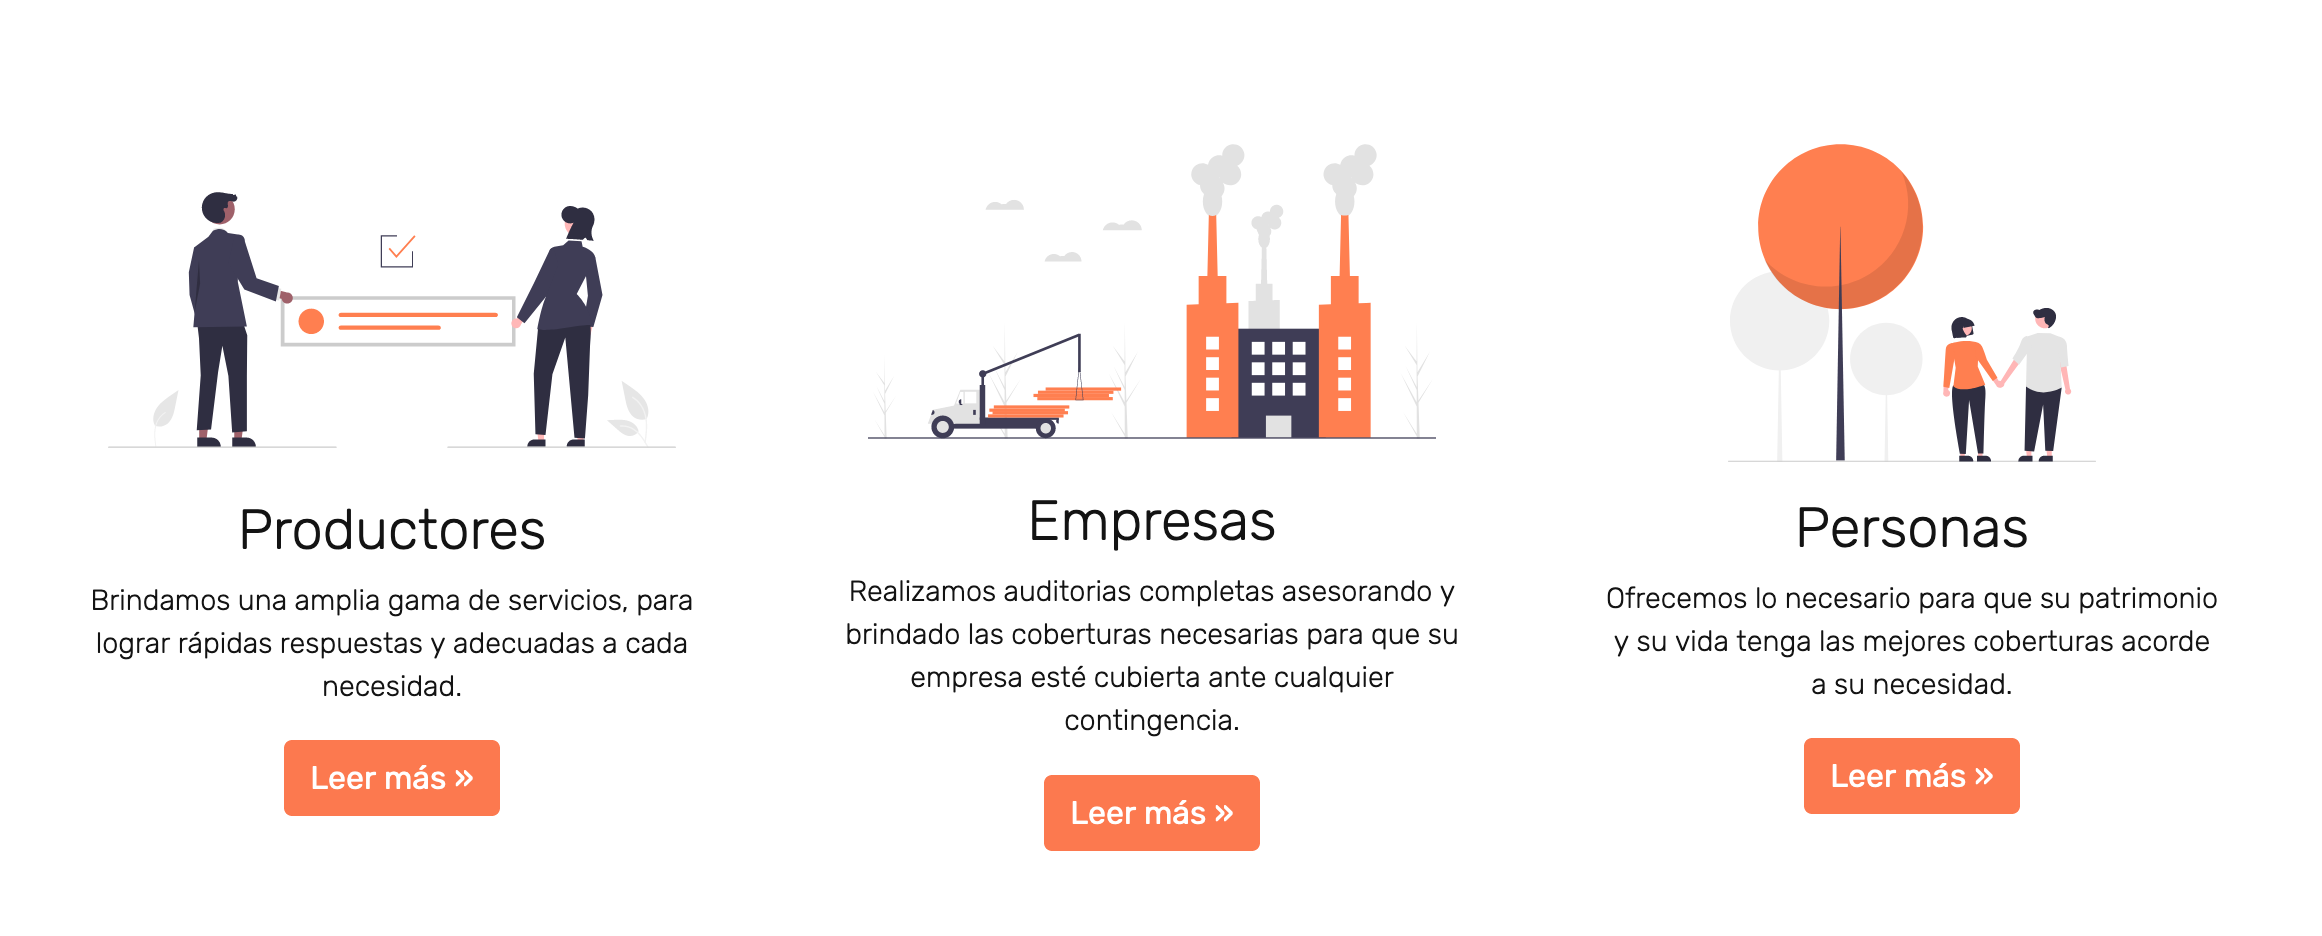 Productores
Brindamos una amplia gama de servicios, para
lograr rápidas respuestas y adecuadas a cada
necesidad.
Leer más »
Empresas
Realizamos auditorias completas asesorando y
brindado las coberturas necesarias para que su
empresa esté cubierta ante cualquier
contingencia.
Leer más »
Personas
Ofrecemos lo necesario para que su patrimonio
y su vida tenga las mejores coberturas acorde
a su necesidad.
Leer más »